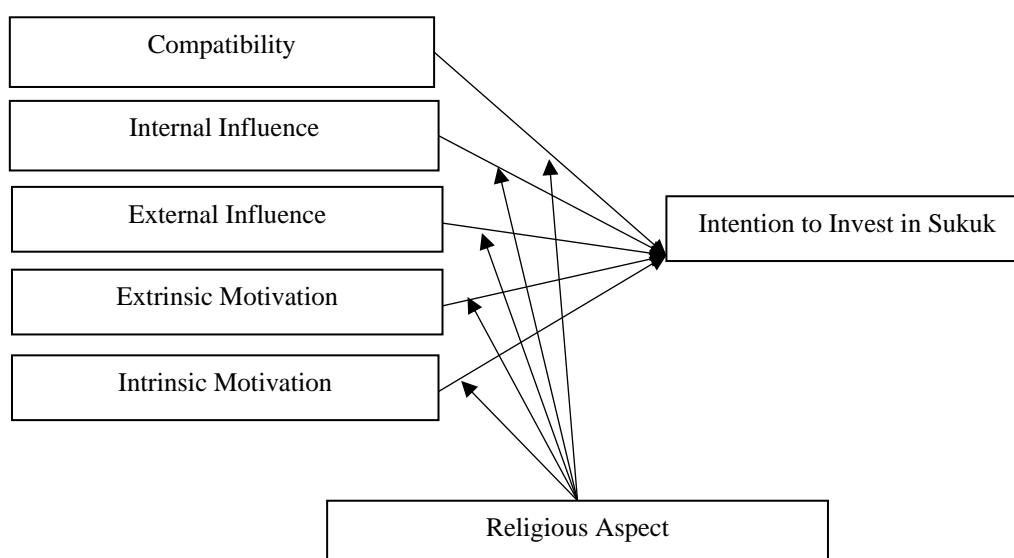 Compatibility
Internal Influence
External Influence
Intention to Invest in Sukuk
Extrinsic Motivation
Intrinsic Motivation
Religious Aspect